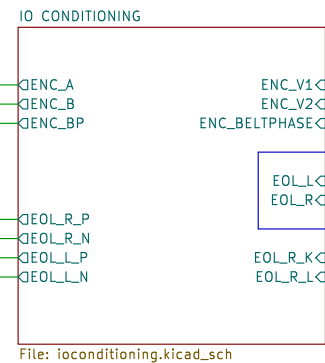 IO CONDITIONING
ENC_A
ENC_V1
ENC_B
ENC_V2
ENC_BP
ENC_BELTPHASE
EOL_L
EOL_R
EOL_R_P
EOL_R_N
EOL_L_P
EOL_R_K
EOL_L_N
EOL_R_L
File: ioconditioning.kicad_sch